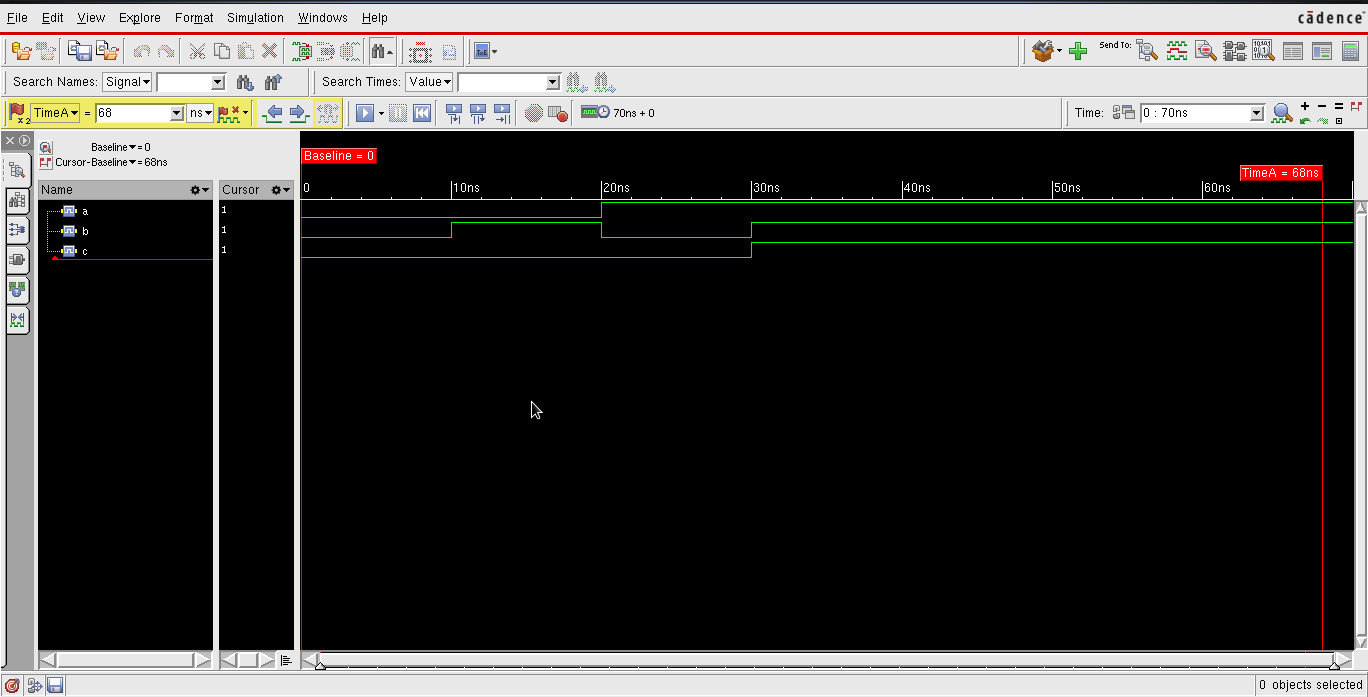 File Edit View Explore Format Simulation Windows Help
cādence
Send To:
Search Names: Signal Search Times: Value
TimeA = 68 ns 70ns + 0 Time: 0 : 70ns
Baseline = 0
Cursor-Baseline = 68ns
Baseline = 0
TimeA = 68ns
Name Cursor 0 10ns 20ns 30ns 40ns 50ns 60ns
a 1
b 1
c 1
0 objects selected